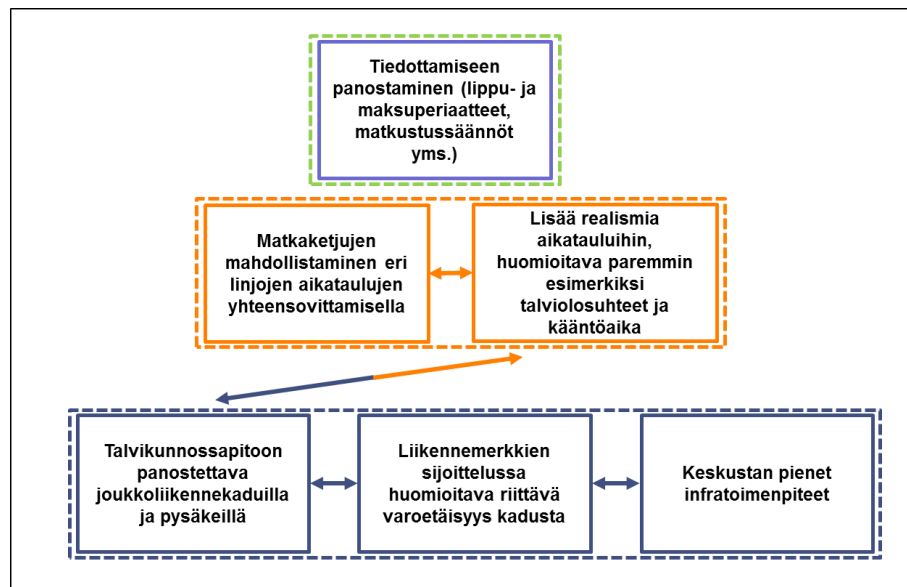 Tiedottamiseen
panostaminen (lippu- ja
maksuperiaatteet,
matkustussäännöt
yms.)
Matkaketjujen
mahdollistaminen eri
linjojen aikataulujen
yhteensovittamisella
Lisää realismia
aikatauluihin,
huomioitava paremmin
esimerkiksi
talviolosuhteet ja
kääntöaika
Talvikunnossapitoon
panostettava
joukkoliikennekaduilla
ja pysäkeillä
Liikennemerkkien
sijoittelussa
huomioitava riittävä
varoetäisyys kadusta
Keskustan pienet
infratoimenpiteet